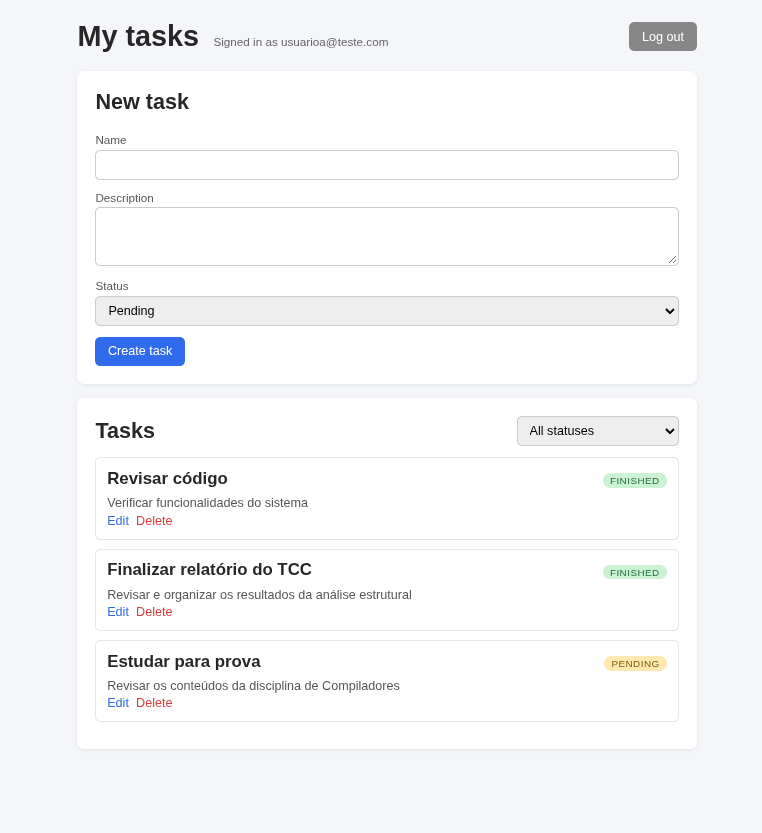 My tasks Signed in as usuarioa@teste.com Log out
New task
Name
Description
Status
Pending
Create task
Tasks All statuses
Revisar código FINISHED
Verificar funcionalidades do sistema
Edit Delete
Finalizar relatório do TCC FINISHED
Revisar e organizar os resultados da análise estrutural
Edit Delete
Estudar para prova PENDING
Revisar os conteúdos da disciplina de Compiladores
Edit Delete